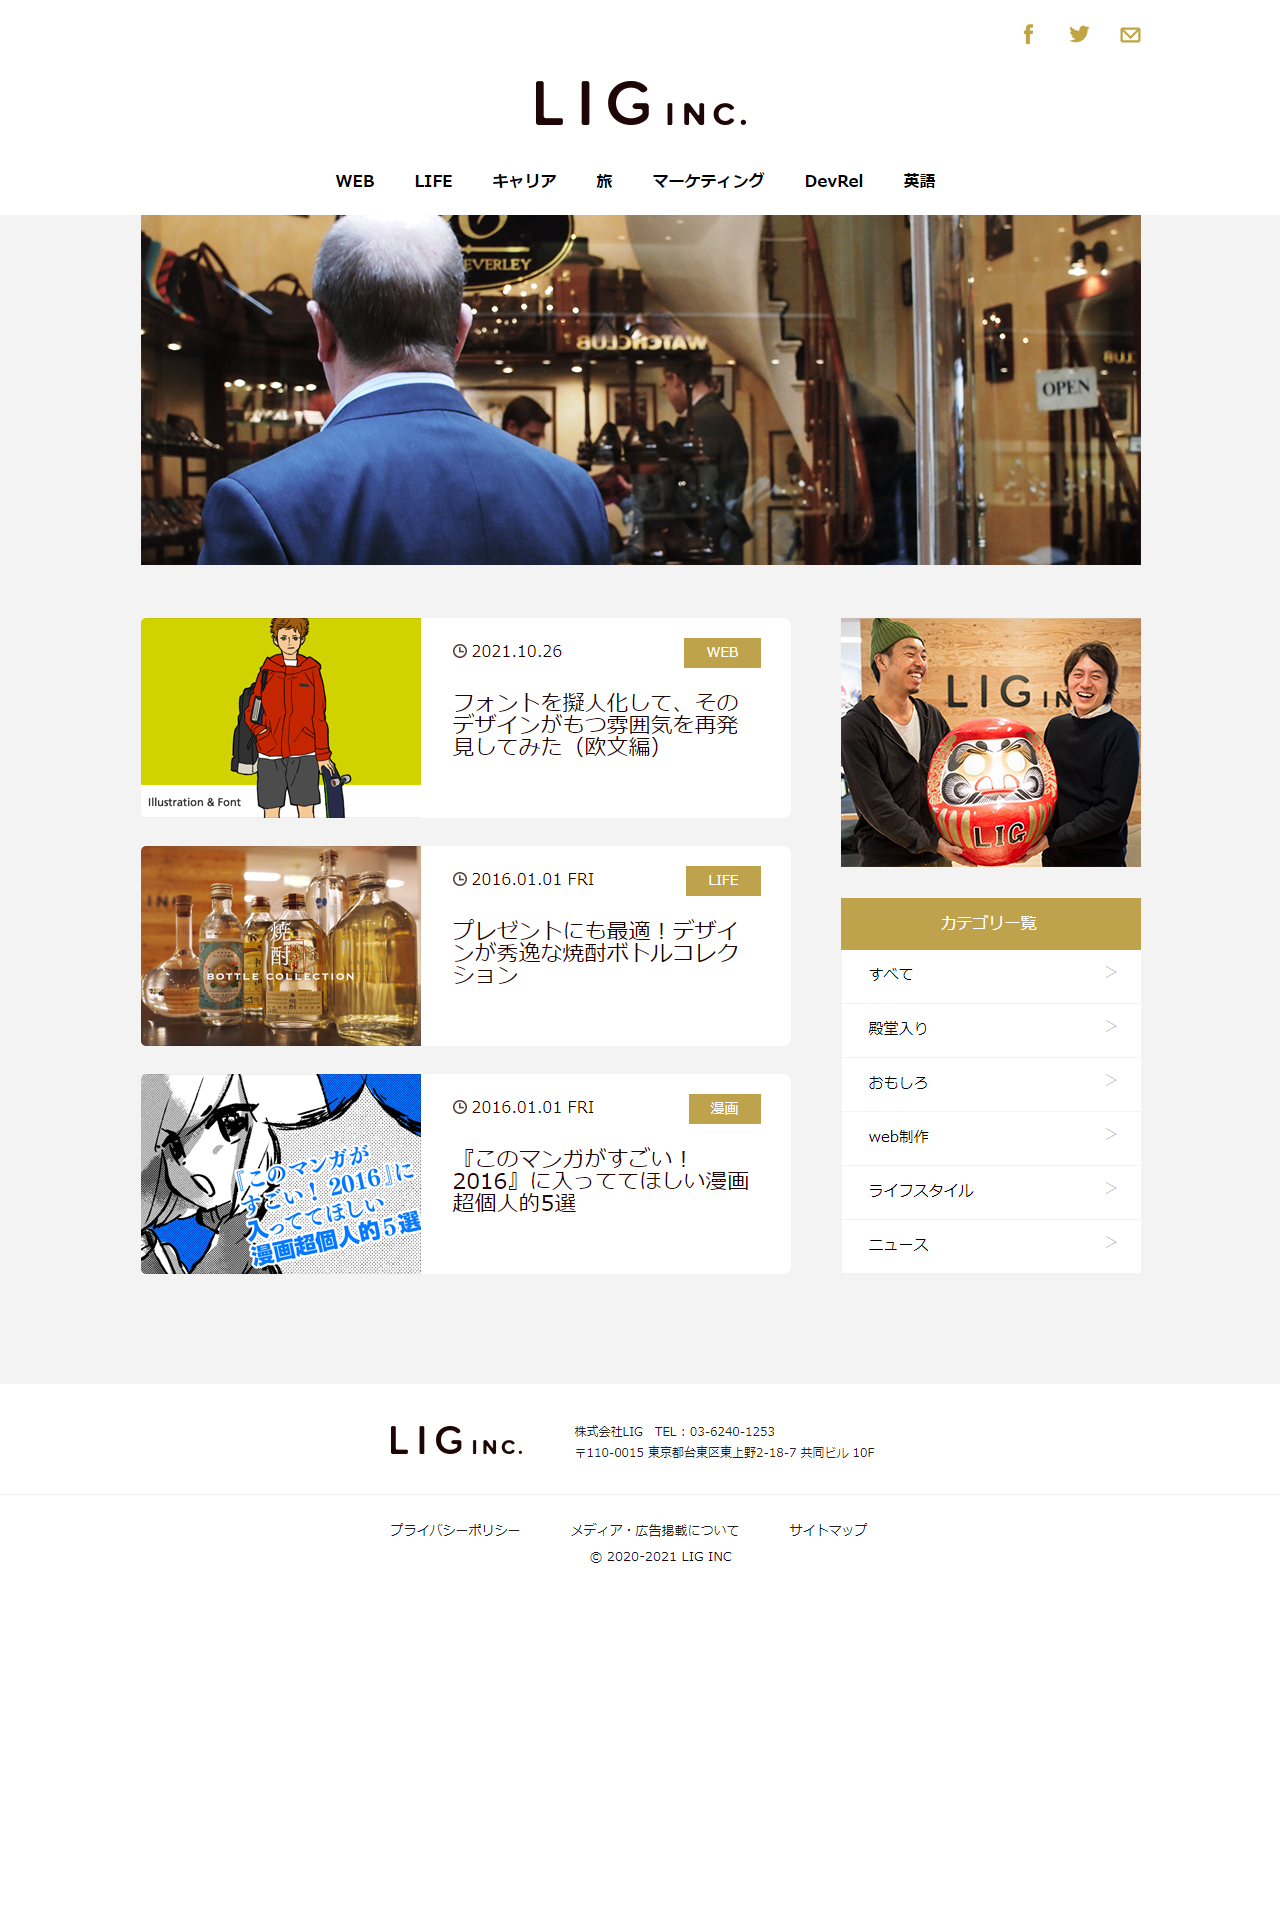 LIG INC.
WEB LIFE キャリア 旅 マーケティング DevRel 英語
EVERLEY
WATCHCLUB
OPEN
2021.10.26 WEB
フォントを擬人化して、その
デザインがもつ雰囲気を再発
見してみた（欧文編）
Illustration & Font
LIG IN
LIG
2016.01.01 FRI LIFE
プレゼントにも最適！デザイ
ンが秀逸な焼酎ボトルコレク
ション
焼酎
BOTTLE COLLECTION
カテゴリ一覧
すべて
殿堂入り
おもしろ
web制作
ライフスタイル
ニュース
2016.01.01 FRI 漫画
『このマンガがすごい！
2016』に入っててほしい漫画
超個人的5選
『このマンガが
すごい！ 2016』に
入っててほしい
漫画超個人的5選
LIG INC.
株式会社LIG　TEL : 03-6240-1253
〒110-0015 東京都台東区東上野2-18-7 共同ビル 10F
プライバシーポリシー メディア・広告掲載について サイトマップ
© 2020-2021 LIG INC